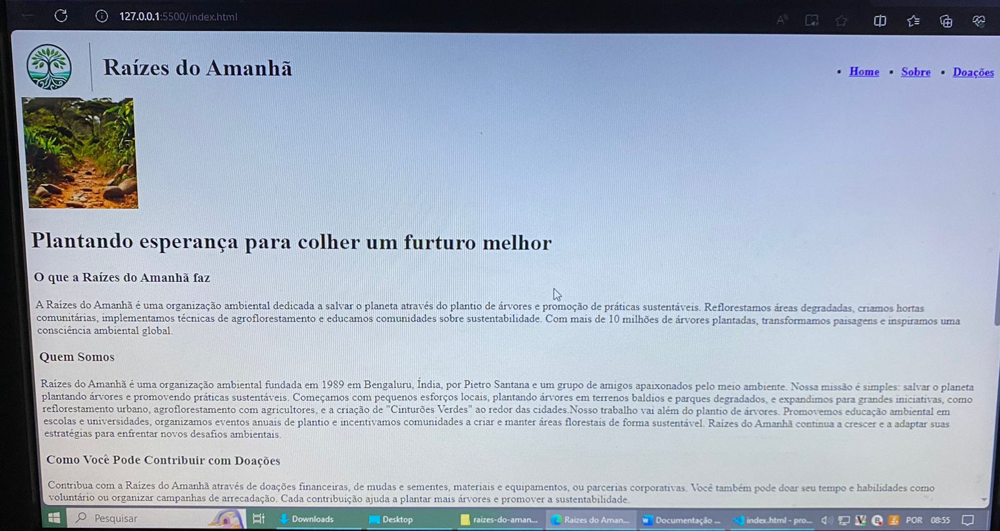 127.0.0.1:5500/index.html
Raízes do Amanhã
Home
Sobre
Doações
Plantando esperança para colher um furturo melhor
O que a Raízes do Amanhã faz
A Raízes do Amanhã é uma organização ambiental dedicada a salvar o planeta através do plantio de árvores e promoção de práticas sustentáveis. Reflorestamos áreas degradadas, criamos hortas
comunitárias, implementamos técnicas de agroflorestamento e educamos comunidades sobre sustentabilidade. Com mais de 10 milhões de árvores plantadas, transformamos paisagens e inspiramos uma
consciência ambiental global.
Quem Somos
Raízes do Amanhã é uma organização ambiental fundada em 1989 em Bengaluru, Índia, por Pietro Santana e um grupo de amigos apaixonados pelo meio ambiente. Nossa missão é simples: salvar o planeta
plantando árvores e promovendo práticas sustentáveis. Começamos com pequenos esforços locais, plantando árvores em terrenos baldios e parques degradados, e expandimos para grandes iniciativas, como
reflorestamento urbano, agroflorestamento com agricultores, e a criação de "Cinturões Verdes" ao redor das cidades.Nosso trabalho vai além do plantio de árvores. Promovemos educação ambiental em
escolas e universidades, organizamos eventos anuais de plantio e incentivamos comunidades a criar e manter áreas florestais de forma sustentável. Raízes do Amanhã continua a crescer e a adaptar suas
estratégias para enfrentar novos desafios ambientais.
Como Você Pode Contribuir com Doações
Contribua com a Raízes do Amanhã através de doações financeiras, de mudas e sementes, materiais e equipamentos, ou parcerias corporativas. Você também pode doar seu tempo e habilidades como
voluntário ou organizar campanhas de arrecadação. Cada contribuição ajuda a plantar mais árvores e promover a sustentabilidade.
Pesquisar
Downloads
Desktop
raizes-do-aman...
Raizes do Aman...
Documentação ...
index.html - pro...
POR
08:55